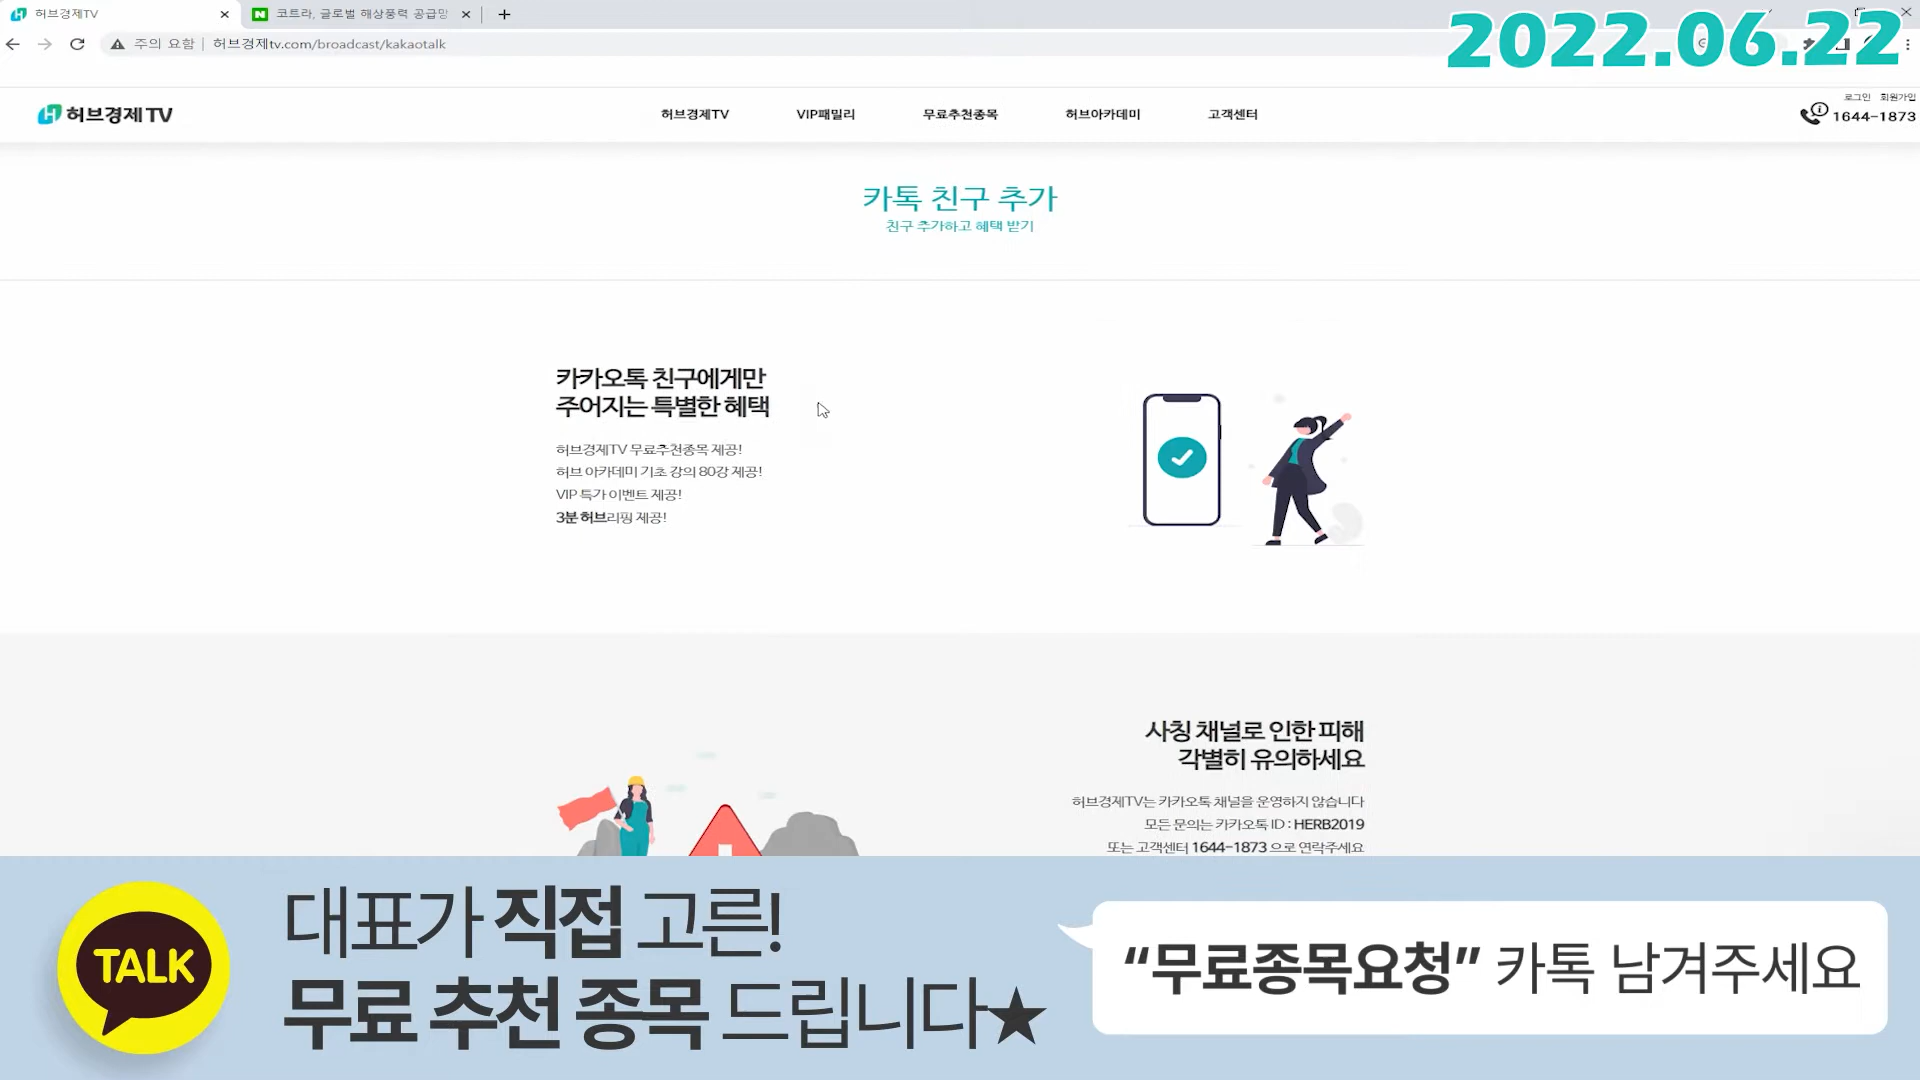 허브경제TV
코트라, 글로벌 해상풍력 공급망
2022.06.22
주의 요함 | 허브경제tv.com/broadcast/kakaotalk
허브경제TV
허브경제TV
VIP패밀리
무료추천종목
허브아카데미
고객센터
로그인 회원가입
1644-1873
카톡 친구 추가
친구 추가하고 혜택 받기
카카오톡 친구에게만
주어지는 특별한 혜택
허브경제TV 무료추천종목 제공!
허브 아카데미 기초 강의 80강 제공!
VIP 특가 이벤트 제공!
3분 허브리핑 제공!
사칭 채널로 인한 피해
각별히 유의하세요
허브경제TV는 카카오톡 채널을 운영하지 않습니다
모든 문의는 카카오톡 ID : HERB2019
또는 고객센터 1644-1873 으로 연락주세요
TALK
대표가 직접 고른!
무료 추천 종목 드립니다★
“무료종목요청” 카톡 남겨주세요